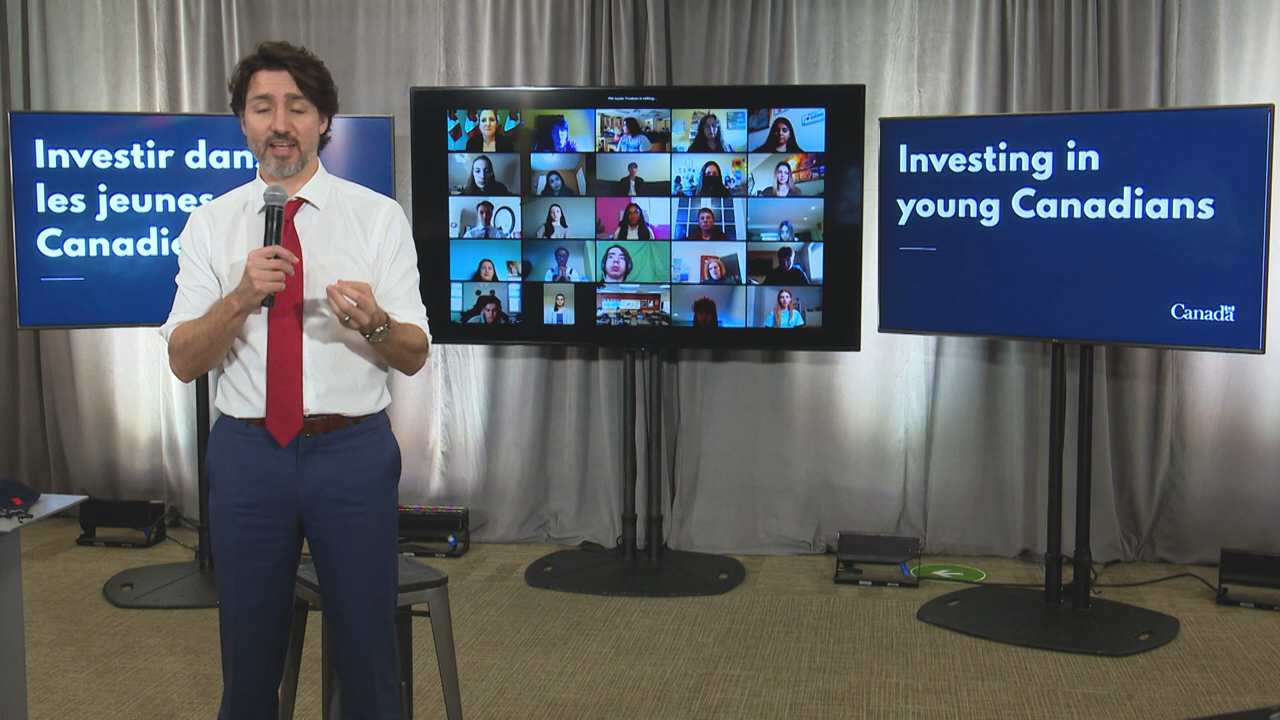 Investir dan
les jeunes
Canadie
Investing in
young Canadians
Canada